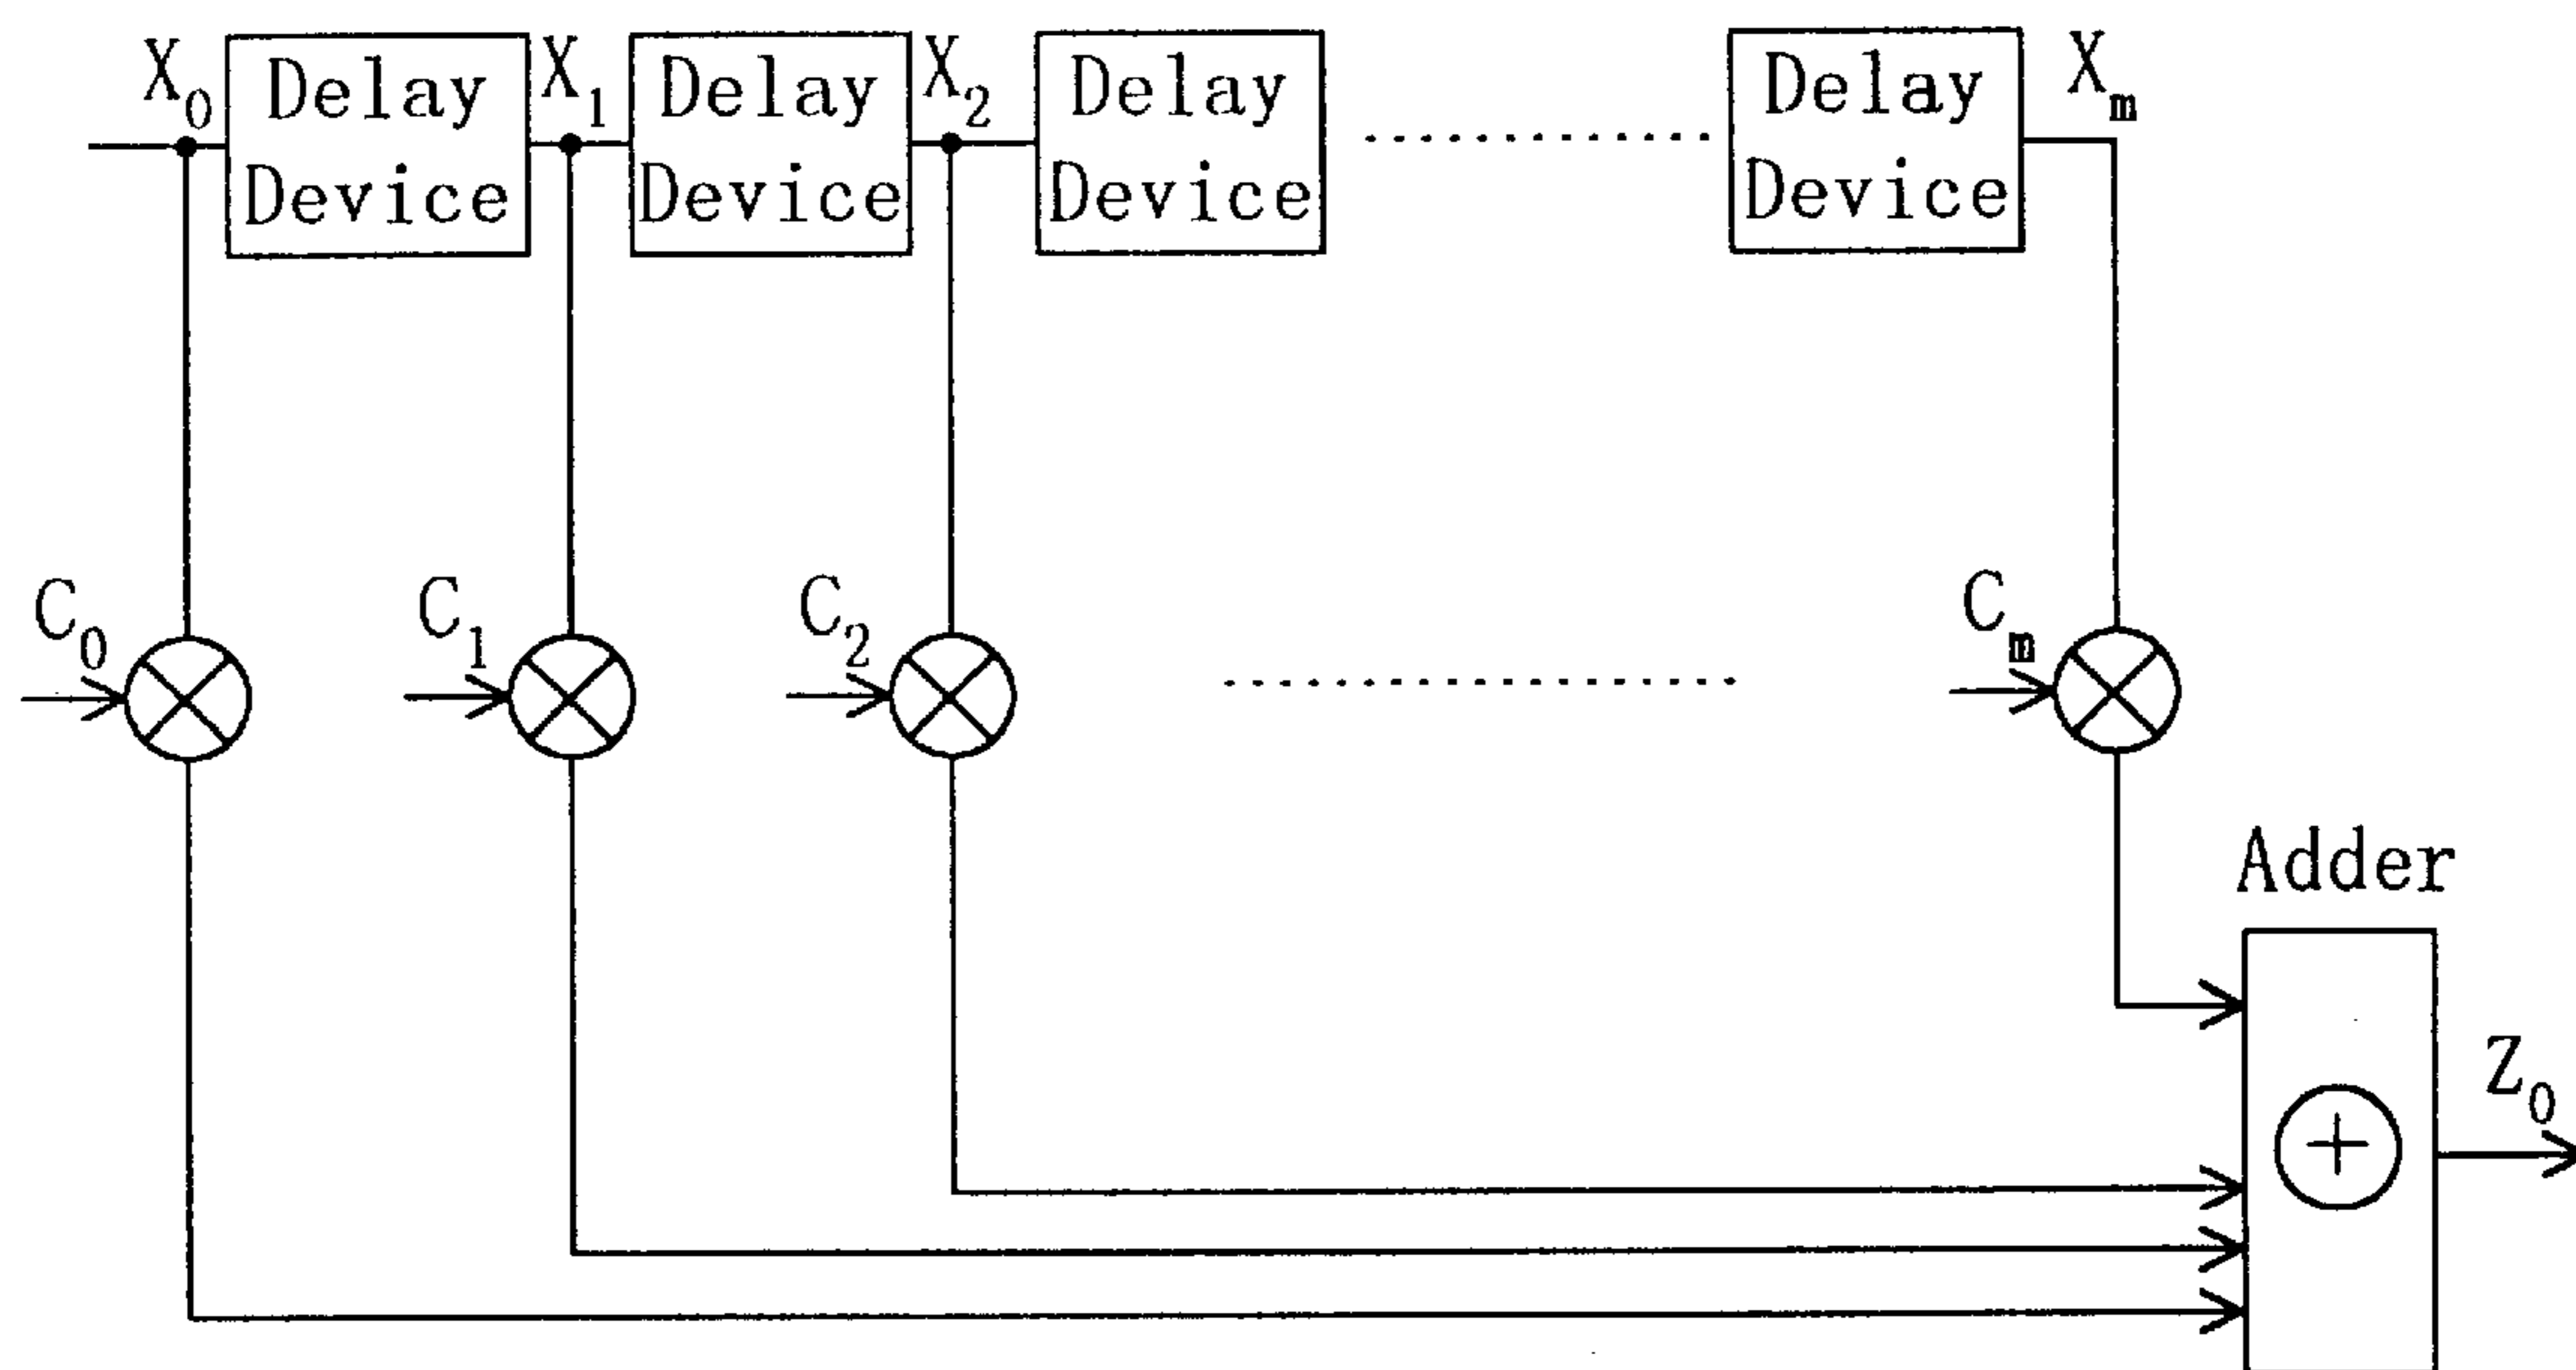 X₀ Delay Device X₁ Delay Device X₂ Delay Device Delay Device Xₘ
C₀ C₁ C₂ Cₘ
Adder
Z₀